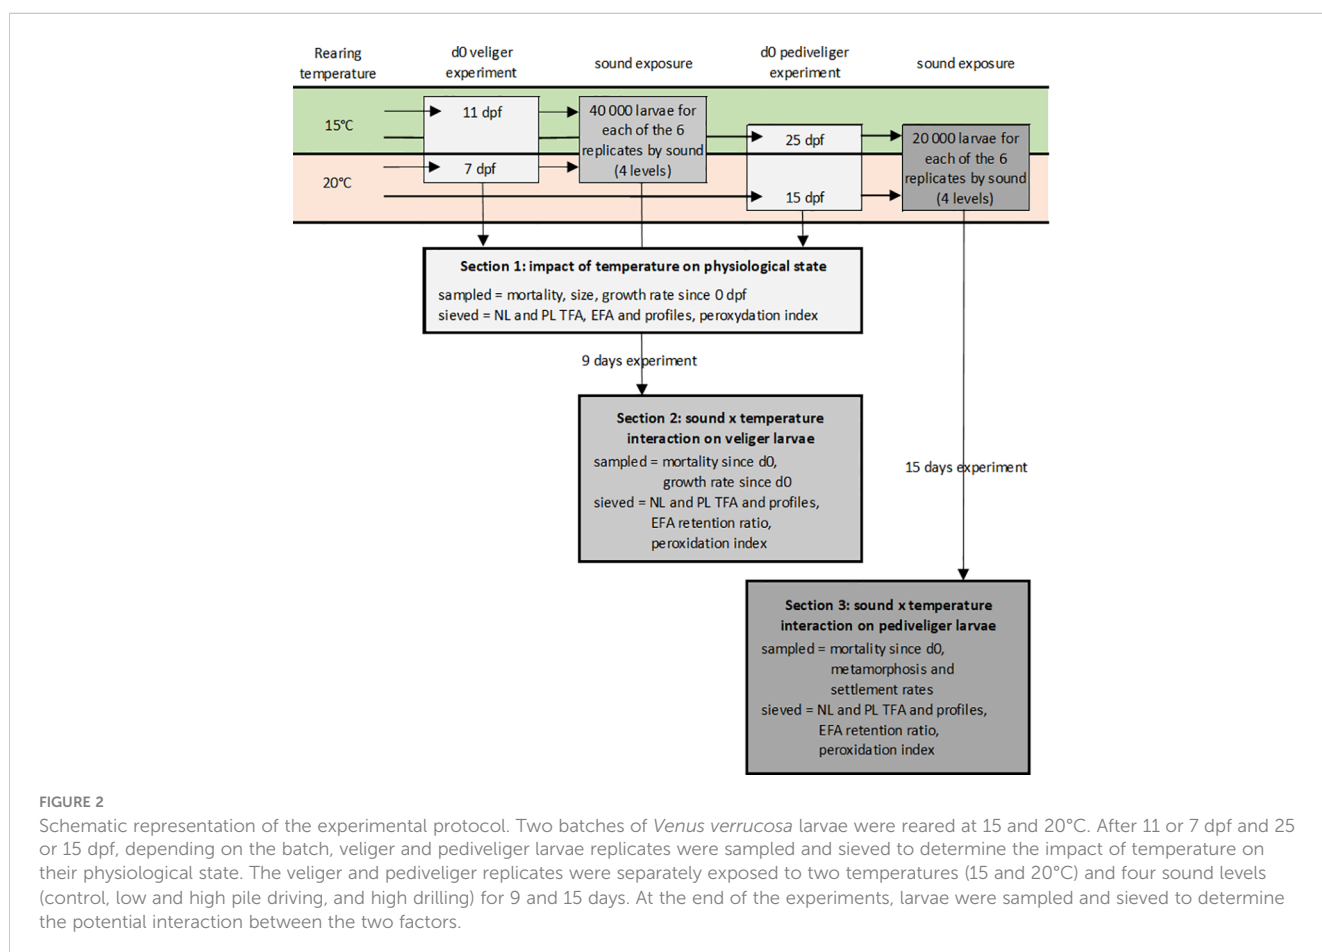 Rearing temperature
d0 veliger experiment
sound exposure
d0 pediveliger experiment
sound exposure
15°C
11 dpf
40 000 larvae for
each of the 6
replicates by sound
(4 levels)
25 dpf
20 000 larvae for
each of the 6
replicates by sound
(4 levels)
20°C
7 dpf
15 dpf
Section 1: impact of temperature on physiological state
sampled = mortality, size, growth rate since 0 dpf
sieved = NL and PL TFA, EFA and profiles, peroxydation index
9 days experiment
Section 2: sound x temperature
interaction on veliger larvae
sampled = mortality since d0,
growth rate since d0
sieved = NL and PL TFA and profiles,
EFA retention ratio,
peroxidation index
15 days experiment
Section 3: sound x temperature
interaction on pediveliger larvae
sampled = mortality since d0,
metamorphosis and
settlement rates
sieved = NL and PL TFA and profiles,
EFA retention ratio,
peroxidation index
FIGURE 2
Schematic representation of the experimental protocol. Two batches of Venus verrucosa larvae were reared at 15 and 20°C. After 11 or 7 dpf and 25
or 15 dpf, depending on the batch, veliger and pediveliger larvae replicates were sampled and sieved to determine the impact of temperature on
their physiological state. The veliger and pediveliger replicates were separately exposed to two temperatures (15 and 20°C) and four sound levels
(control, low and high pile driving, and high drilling) for 9 and 15 days. At the end of the experiments, larvae were sampled and sieved to determine
the potential interaction between the two factors.